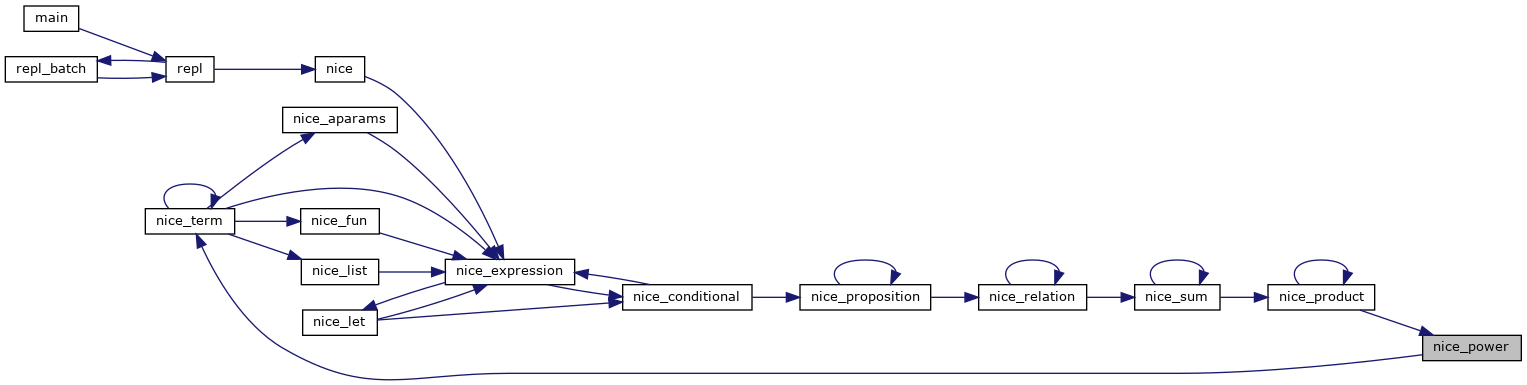 main
repl_batch
repl
nice
nice_aparams
nice_term
nice_fun
nice_list
nice_expression
nice_let
nice_conditional
nice_proposition
nice_relation
nice_sum
nice_product
nice_power